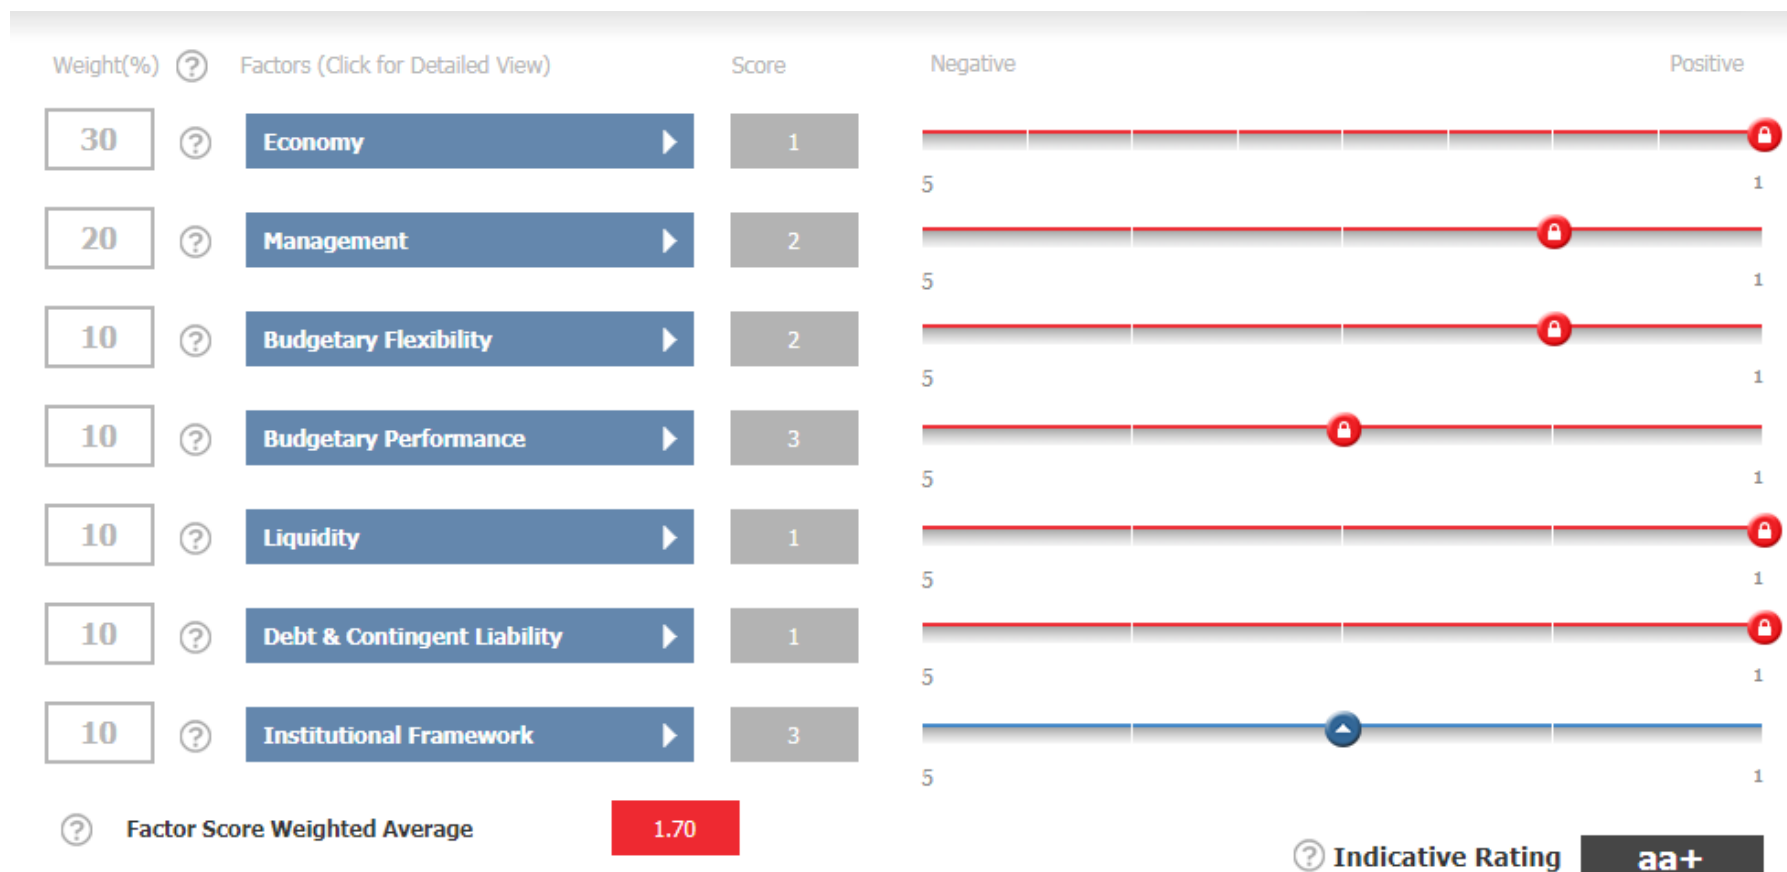 Weight(%) ? Factors (Click for Detailed View) Score Negative Positive
30 ? Economy 1
5 1
20 ? Management 2
5 1
10 ? Budgetary Flexibility 2
5 1
10 ? Budgetary Performance 3
5 1
10 ? Liquidity 1
5 1
10 ? Debt & Contingent Liability 1
5 1
10 ? Institutional Framework 3
5 1
? Factor Score Weighted Average 1.70
? Indicative Rating aa+